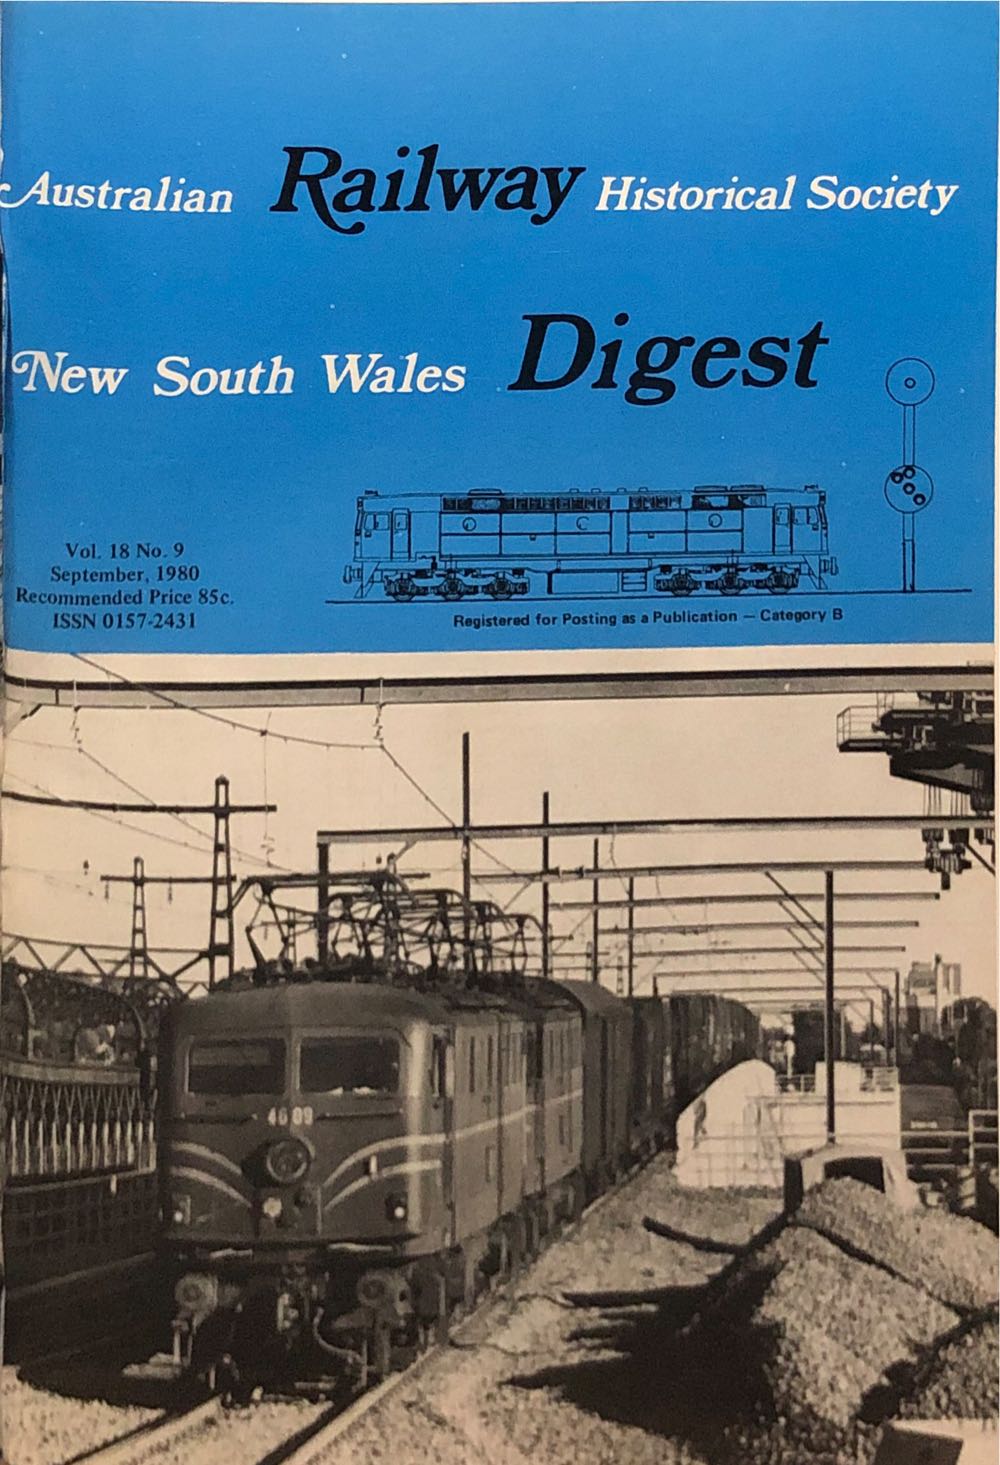 Australian Railway Historical Society
New South Wales Digest
Vol. 18 No. 9
September, 1980
Recommended Price 85c.
ISSN 0157-2431
Registered for Posting as a Publication — Category B
4609